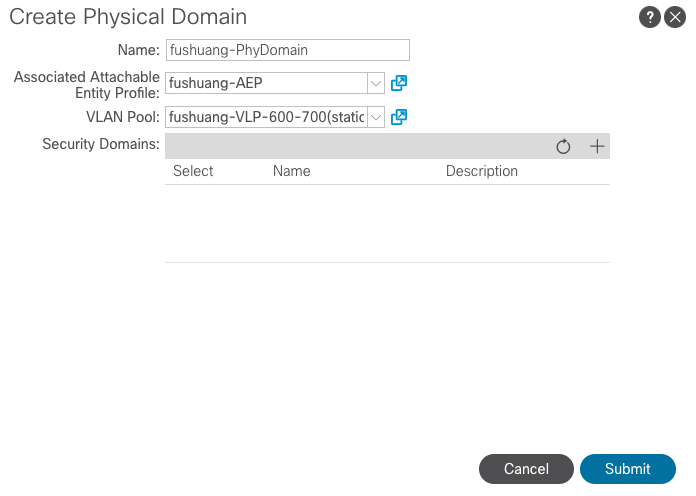 Create Physical Domain
?
Name: fushuang-PhyDomain
Associated Attachable
Entity Profile: fushuang-AEP
VLAN Pool: fushuang-VLP-600-700(static
Security Domains:
Select Name Description
Cancel Submit